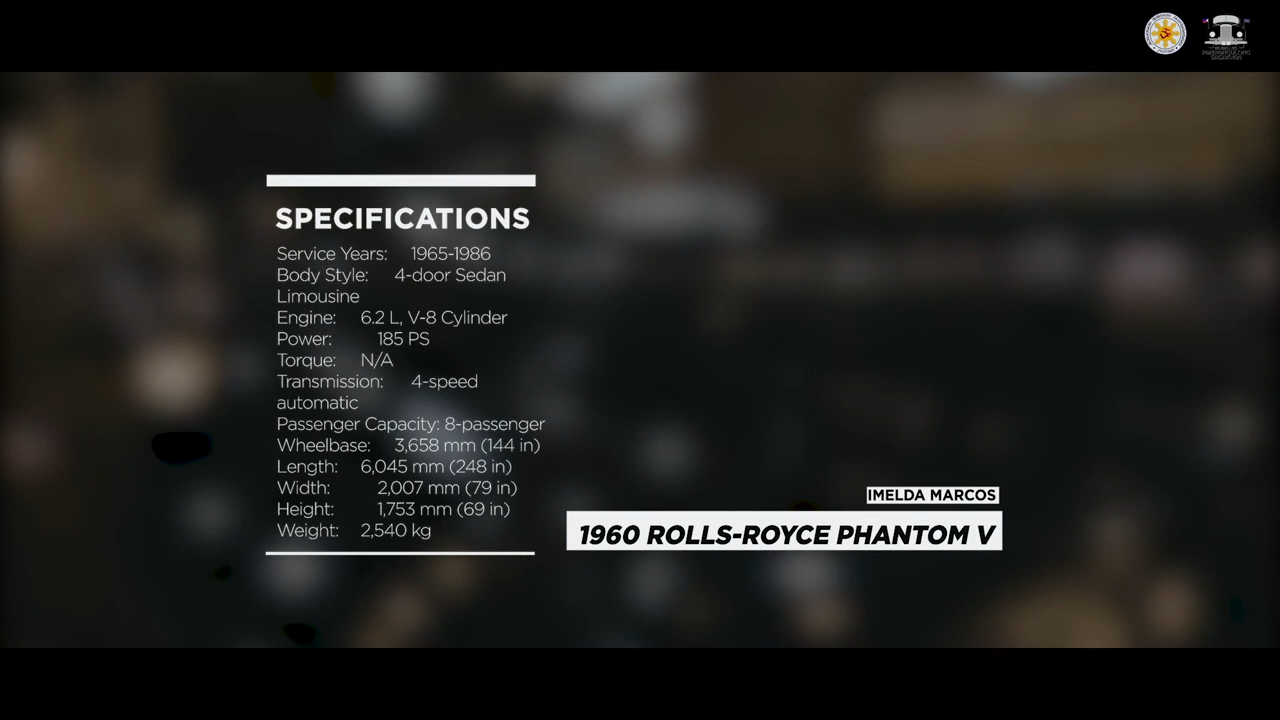 SPECIFICATIONS
Service Years: 1965-1986
Body Style: 4-door Sedan
Limousine
Engine: 6.2 L, V-8 Cylinder
Power: 185 PS
Torque: N/A
Transmission: 4-speed
automatic
Passenger Capacity: 8-passenger
Wheelbase: 3,658 mm (144 in)
Length: 6,045 mm (248 in)
Width: 2,007 mm (79 in)
Height: 1,753 mm (69 in)
Weight: 2,540 kg
IMELDA MARCOS
1960 ROLLS-ROYCE PHANTOM V